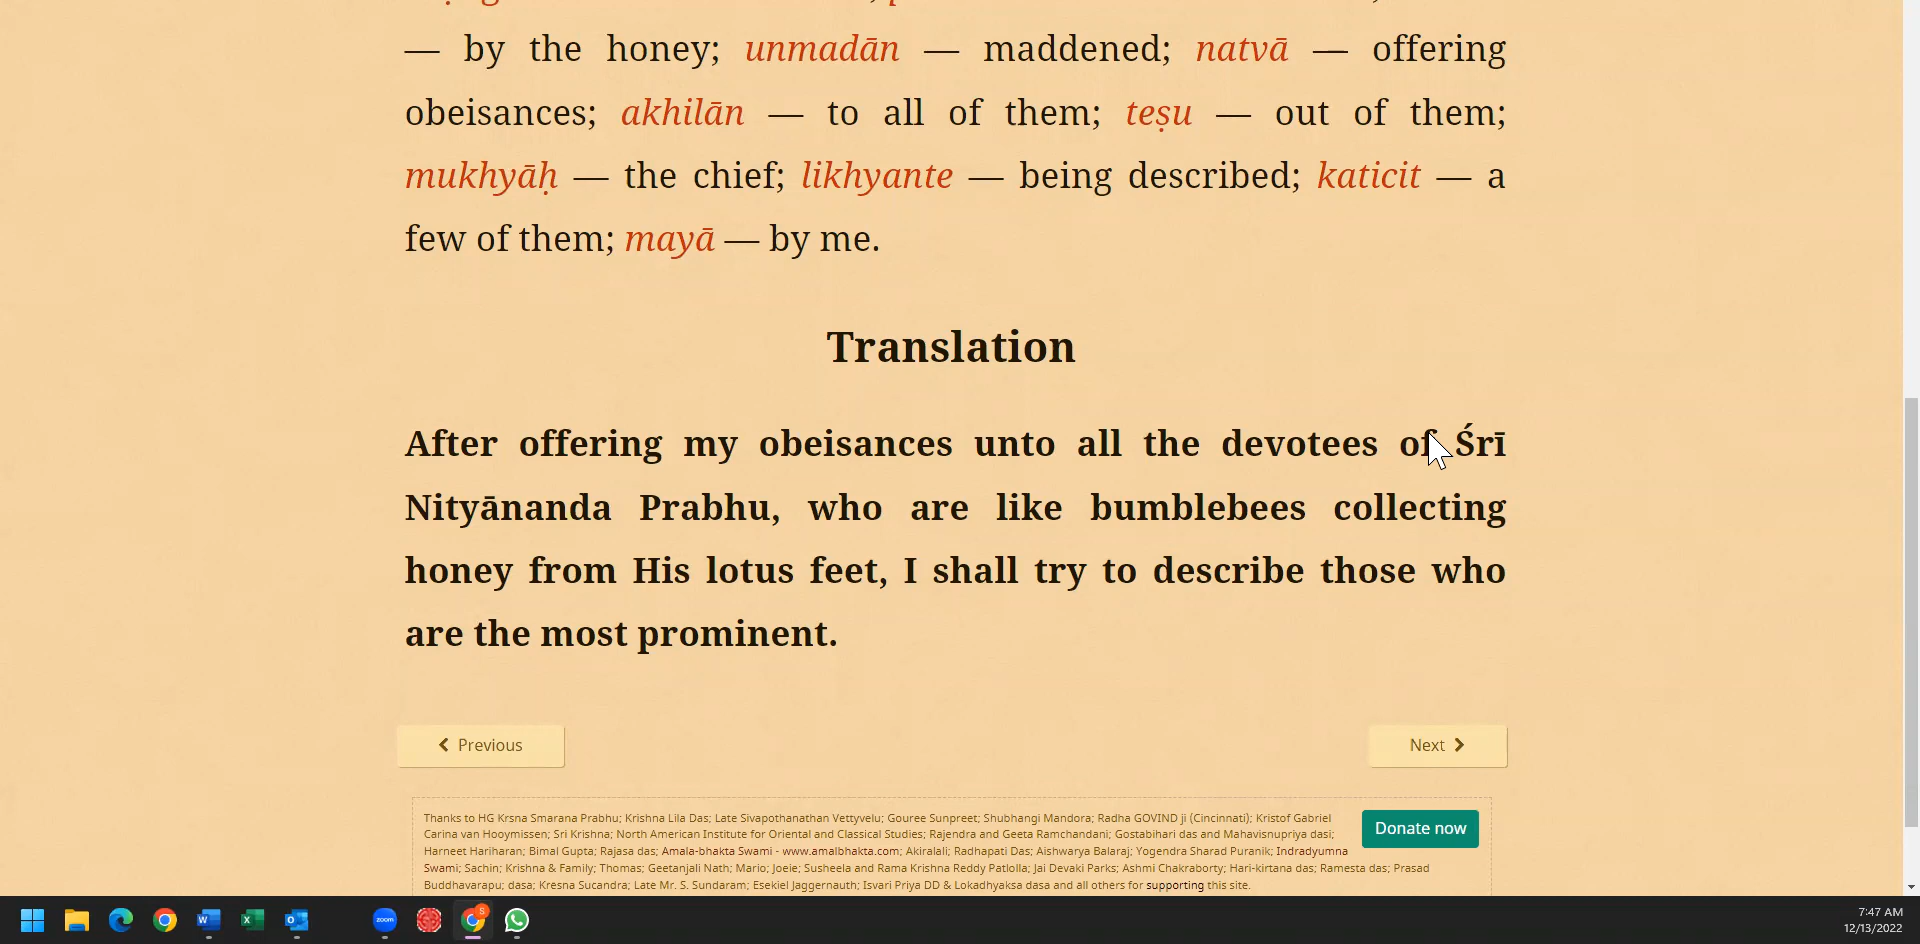 — by the honey; unmadān — maddened; natvā — offering
obeisances; akhilān — to all of them; teṣu — out of them;
mukhyāḥ — the chief; likhyante — being described; katicit — a
few of them; mayā — by me.
Translation
After offering my obeisances unto all the devotees of Śrī
Nityānanda Prabhu, who are like bumblebees collecting
honey from His lotus feet, I shall try to describe those who
are the most prominent.
Previous
Next
Thanks to HG Krsna Smarana Prabhu; Krishna Lila Das; Late Sivapothanathan Vettyvelu; Gouree Sunpreet; Shubhangi Mandora; Radha GOVIND ji (Cincinnati); Kristof Gabriel
Carina van Hooymissen; Sri Krishna; North American Institute for Oriental and Classical Studies; Rajendra and Geeta Ramchandani; Gostabihari das and Mahavisnupriya dasi;
Harneet Hariharan; Bimal Gupta; Rajasa das; Amala-bhakta Swami - www.amalbhakta.com; Akiralali; Radhapati Das; Aishwarya Balaraj; Yogendra Sharad Puranik; Indradyumna
Swami; Sachin; Krishna & Family; Thomas; Geetanjali Nath; Mario; Joeie; Susheela and Rama Krishna Reddy Patlolla; Jai Devaki Parks; Ashmi Chakraborty; Hari-kirtana das; Ramesta das; Prasad
Buddhavarapu; dasa; Kresna Sucandra; Late Mr. S. Sundaram; Esekiel Jaggernauth; Isvari Priya DD & Lokadhyaksa dasa and all others for supporting this site.
Donate now
zoom
S
7:47 AM
12/13/2022